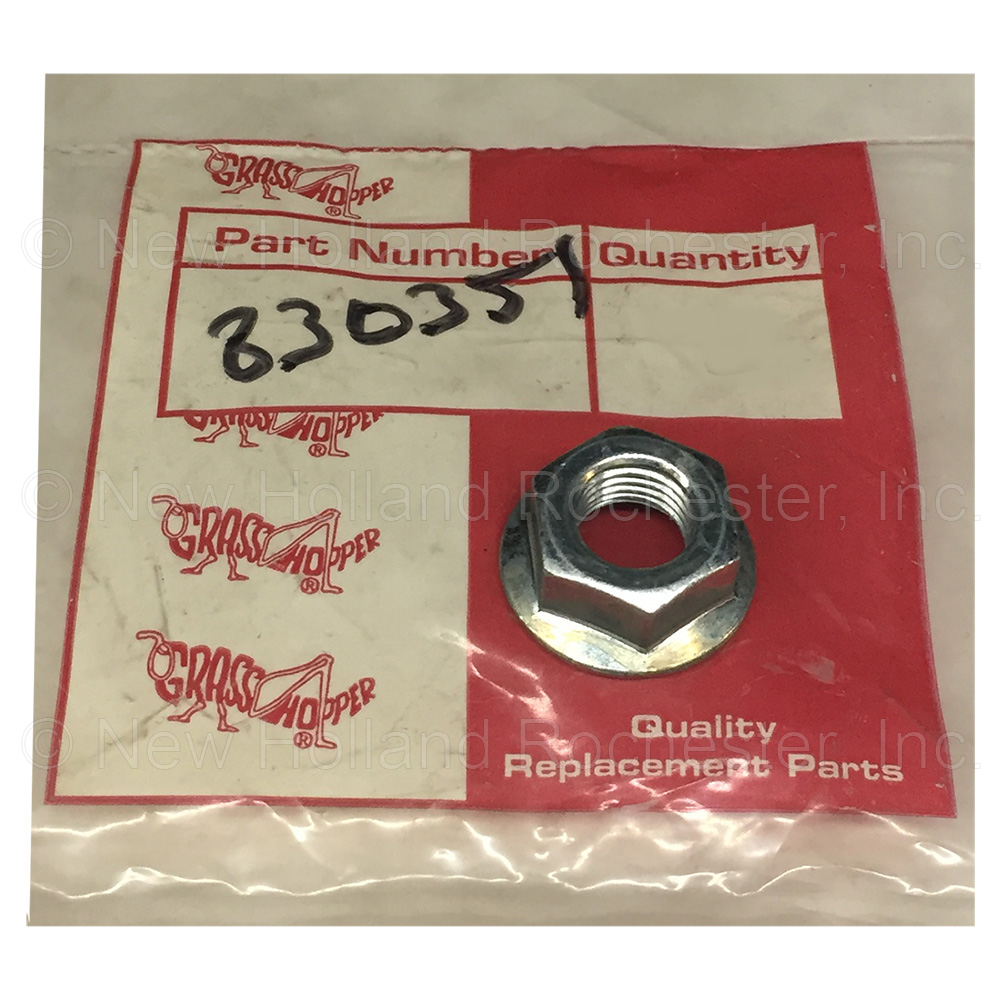 GRASSHOPPER®
© New Holland Rochester, Inc.
Part Number Quantity
830351
GRASSHOPPER®
© New Holland Rochester, Inc.
GRASSHOPPER®
GRASSHOPPER®
© New Holland Rochester, Inc.
Quality
Replacement Parts